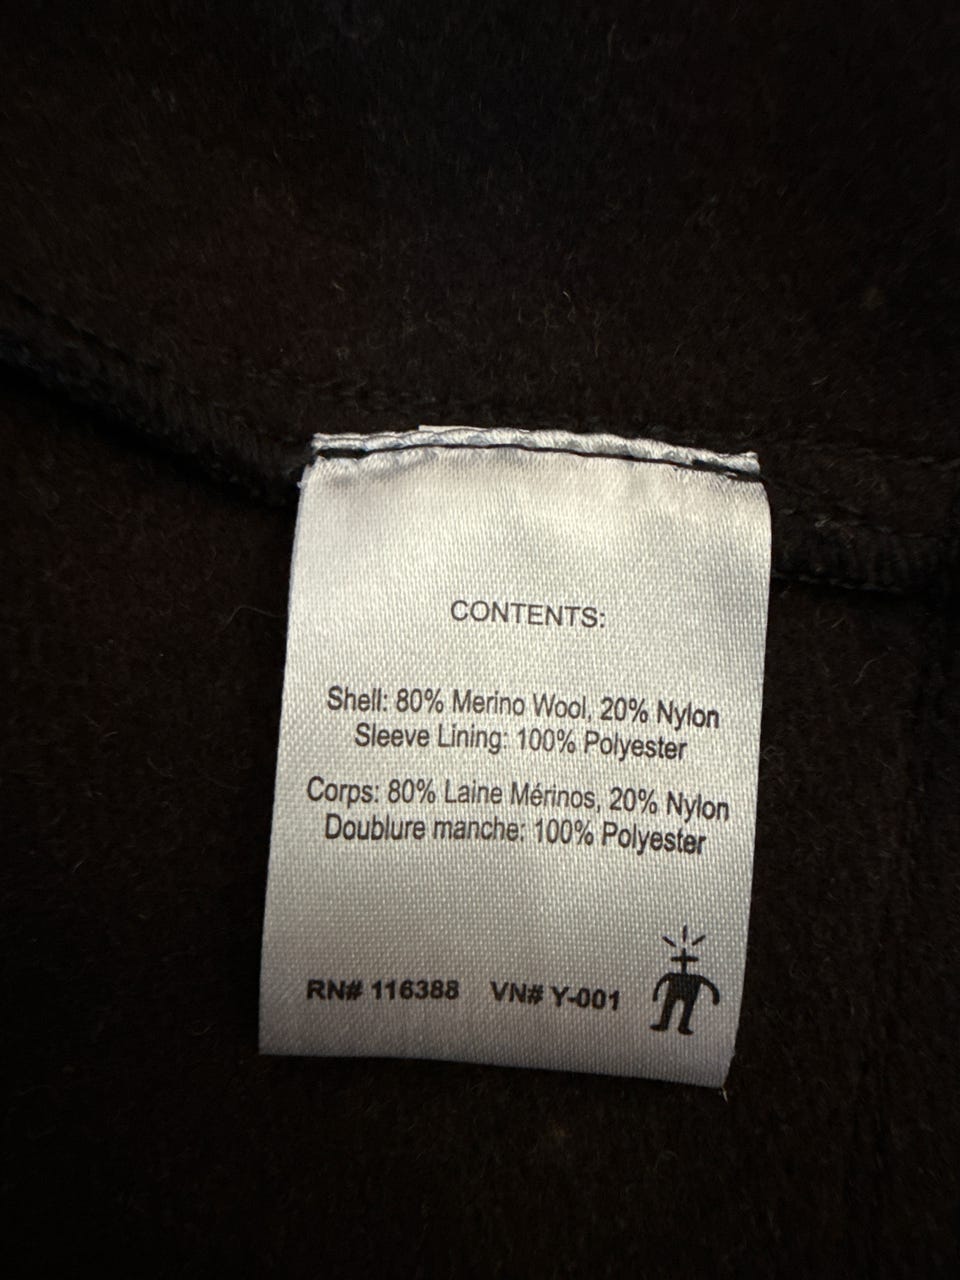 CONTENTS:
Shell: 80% Merino Wool, 20% Nylon
Sleeve Lining: 100% Polyester
Corps: 80% Laine Mérinos, 20% Nylon
Doublure manche: 100% Polyester
RN# 116388 VN# Y-001